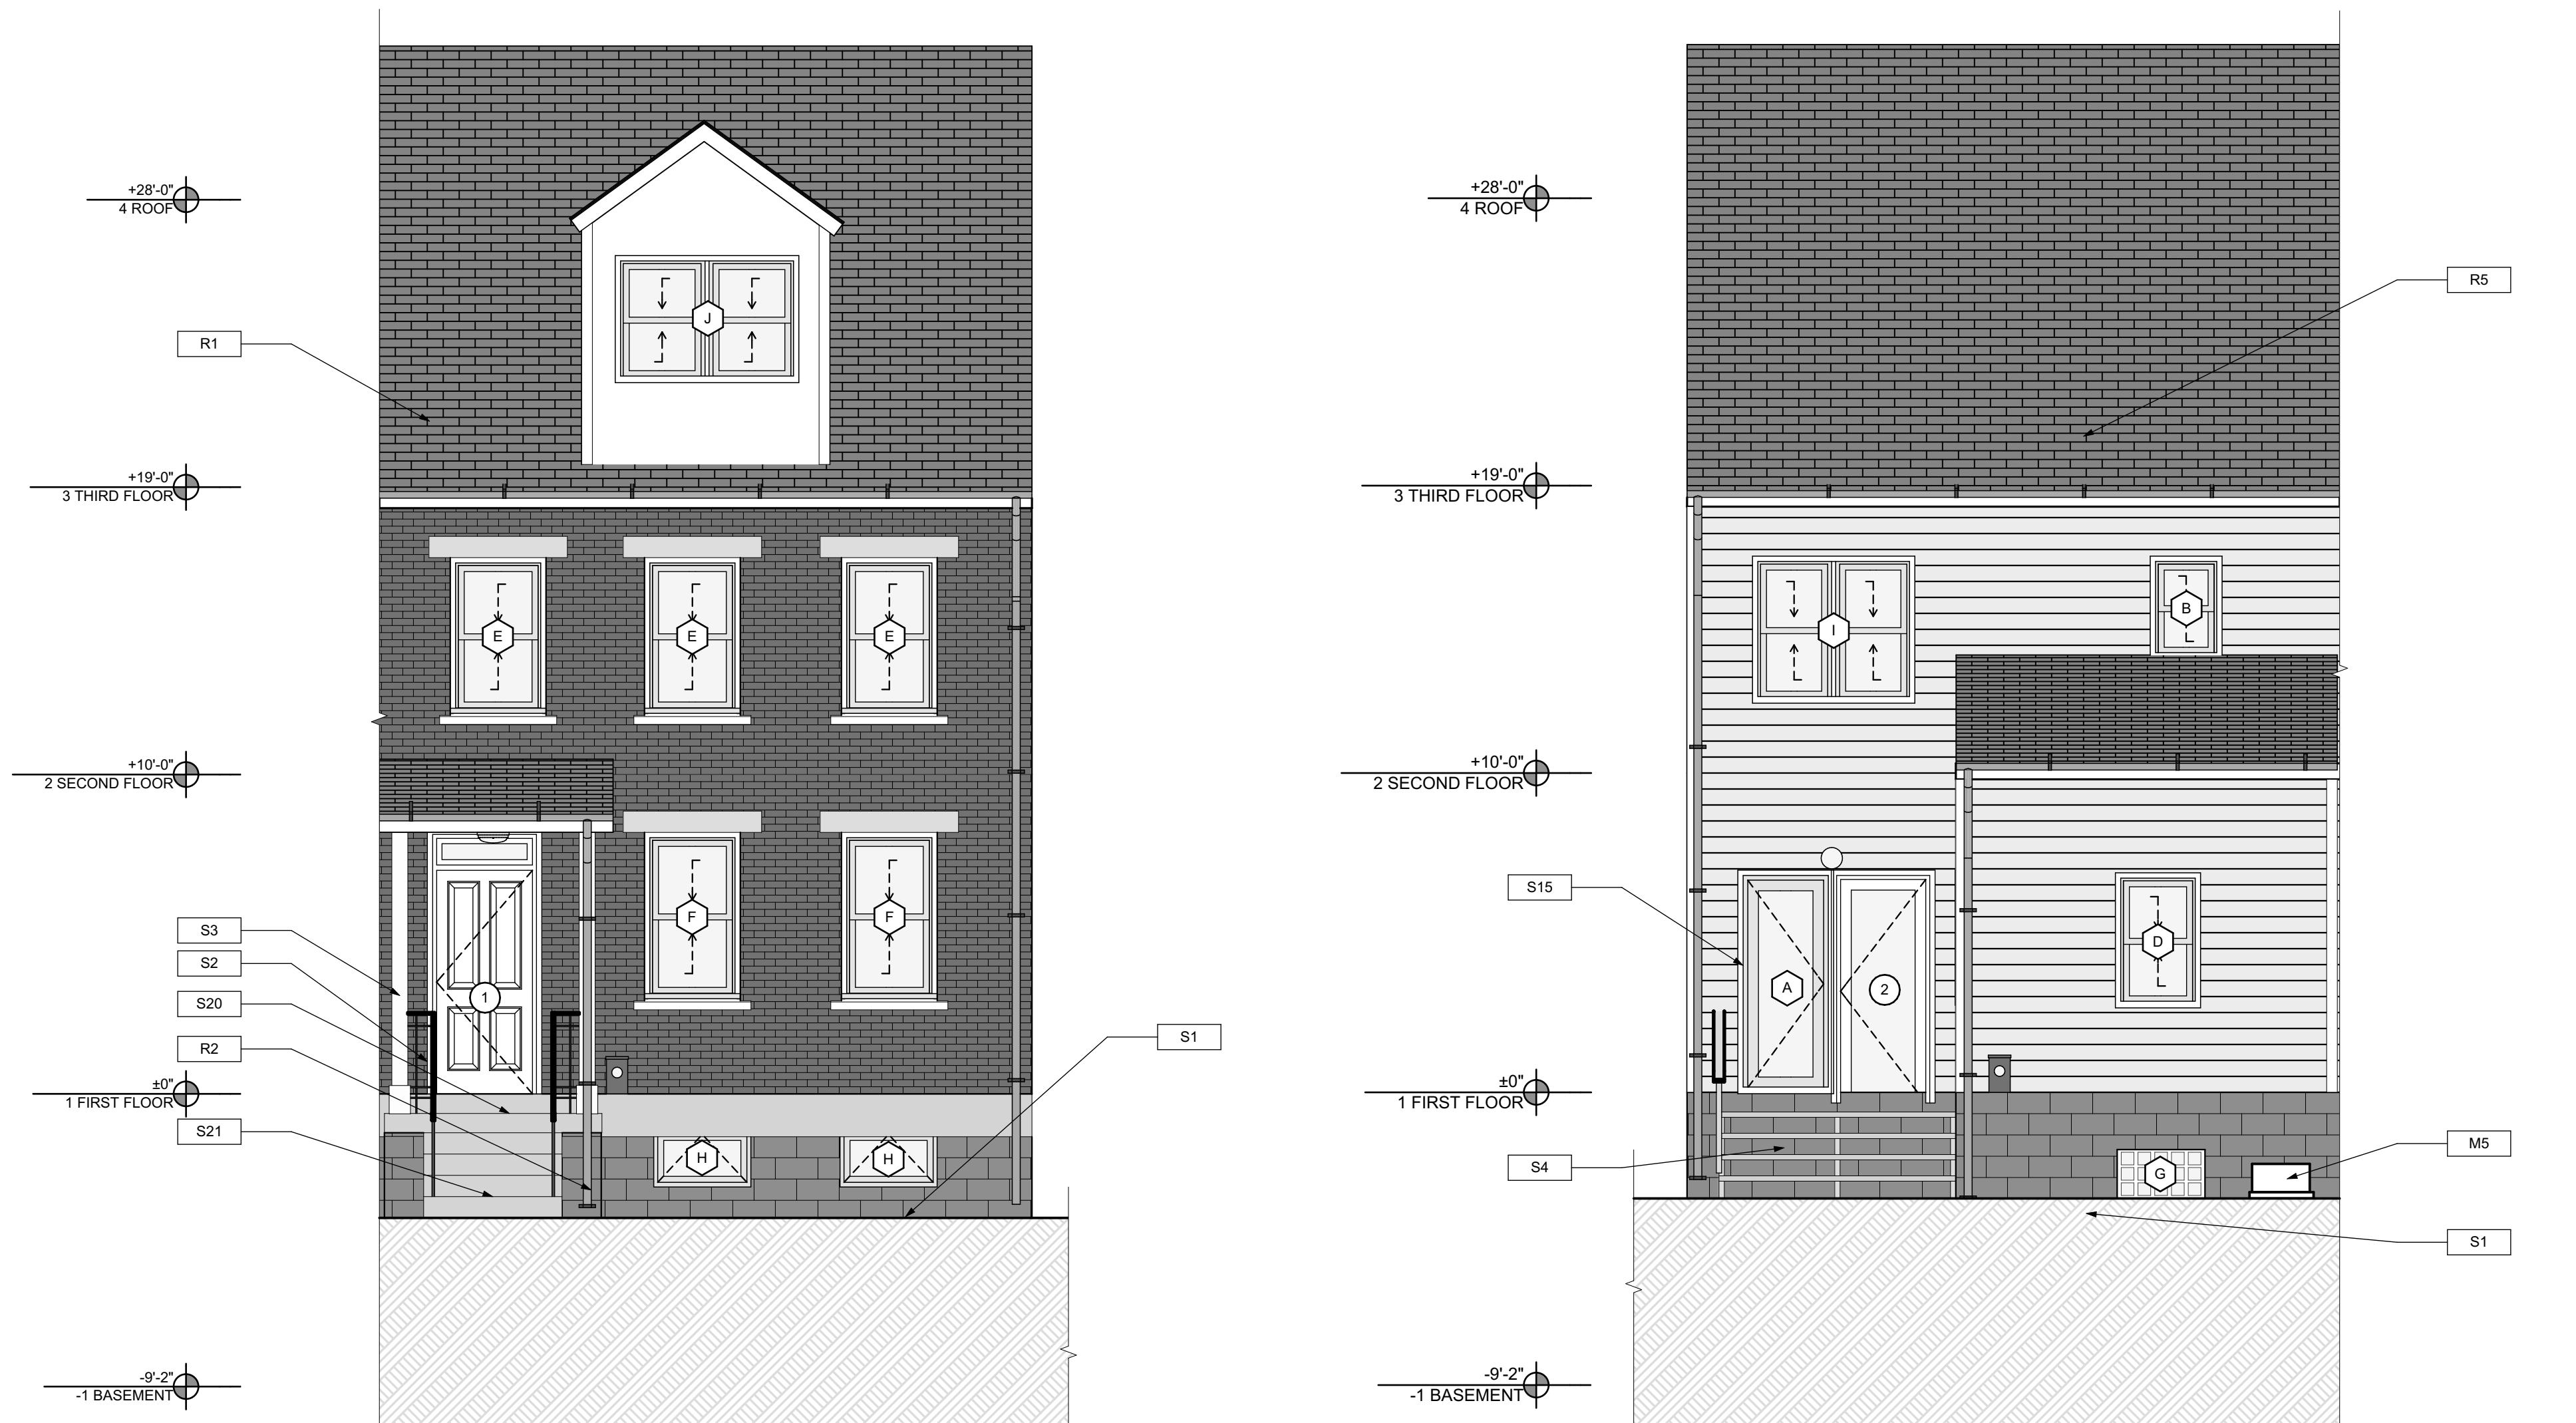 +28'-0"
4 ROOF
R1
J
+19'-0"
3 THIRD FLOOR
E
E
E
+10'-0"
2 SECOND FLOOR
F
F
S3
S2
1
S20
R2
S1
±0"
1 FIRST FLOOR
S21
H
H
-9'-2"
-1 BASEMENT
+28'-0"
4 ROOF
R5
+19'-0"
3 THIRD FLOOR
B
I
+10'-0"
2 SECOND FLOOR
S15
D
A
2
±0"
1 FIRST FLOOR
M5
S4
G
S1
-9'-2"
-1 BASEMENT